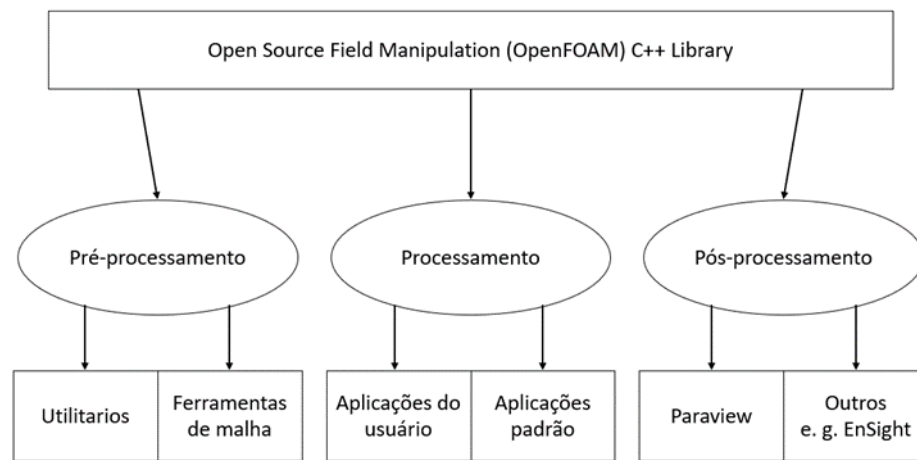 Open Source Field Manipulation (OpenFOAM) C++ Library
Pré-processamento
Processamento
Pós-processamento
Utilitarios
Ferramentas
de malha
Aplicações do
usuário
Aplicações
padrão
Paraview
Outros
e. g. EnSight